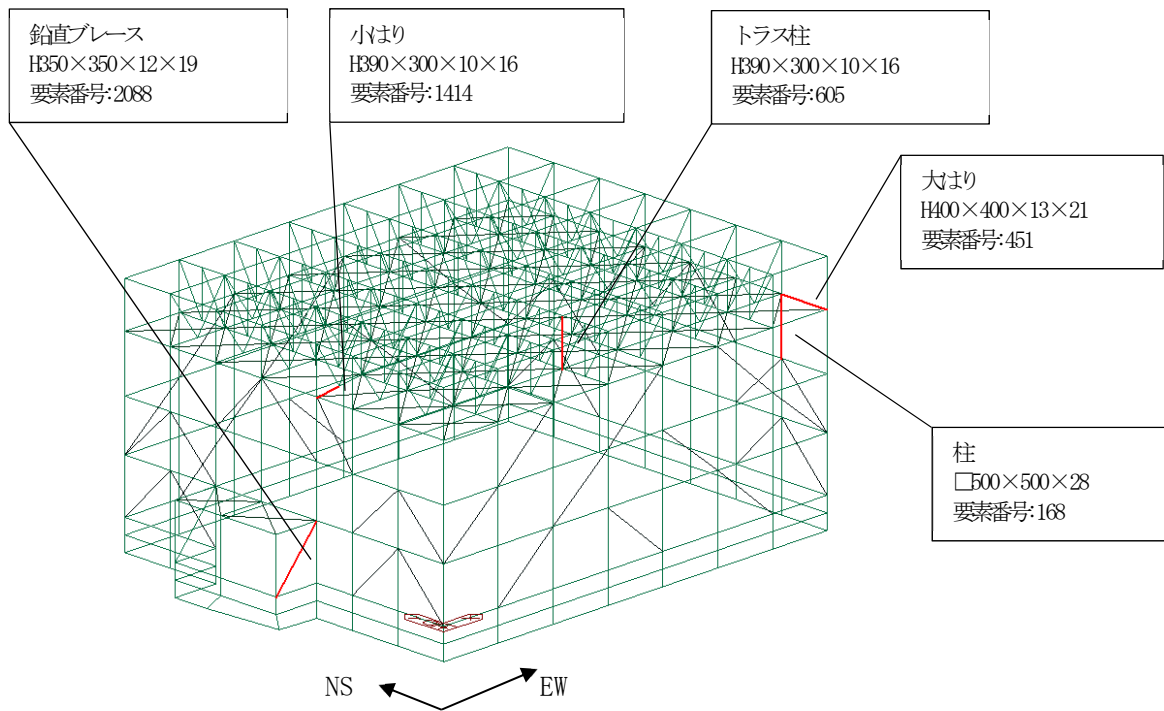 鉛直ブレース
H350×350×12×19
要素番号:2088
小はり
H390×300×10×16
要素番号:1414
トラス柱
H390×300×10×16
要素番号:605
大はり
H400×400×13×21
要素番号:451
柱
□500×500×28
要素番号:168
NS
EW